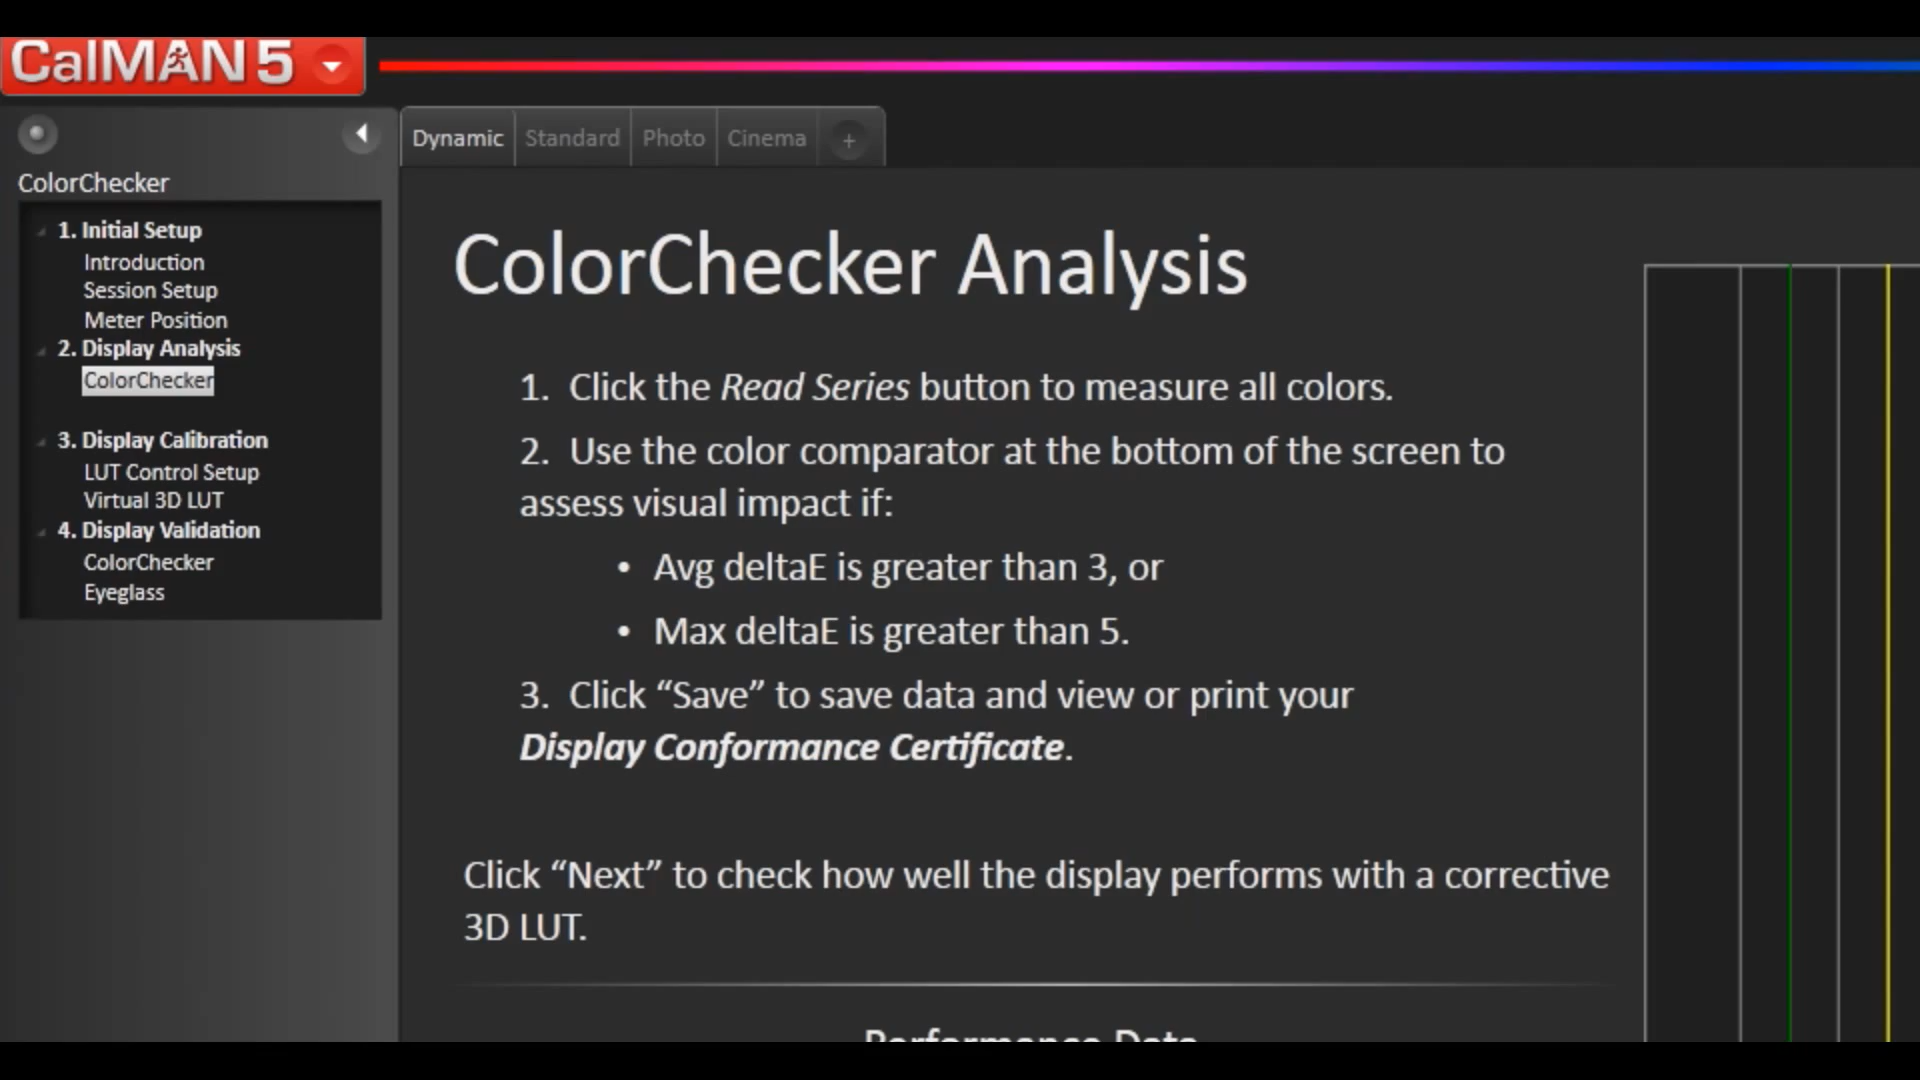 CalMAN 5
Dynamic Standard Photo Cinema +
ColorChecker
1. Initial Setup
Introduction
Session Setup
Meter Position
2. Display Analysis
ColorChecker
3. Display Calibration
LUT Control Setup
Virtual 3D LUT
4. Display Validation
ColorChecker
Eyeglass
ColorChecker Analysis
1. Click the Read Series button to measure all colors.
2. Use the color comparator at the bottom of the screen to
assess visual impact if:
• Avg deltaE is greater than 3, or
• Max deltaE is greater than 5.
3. Click “Save” to save data and view or print your
Display Conformance Certificate.
Click “Next” to check how well the display performs with a corrective
3D LUT.
Performance Data